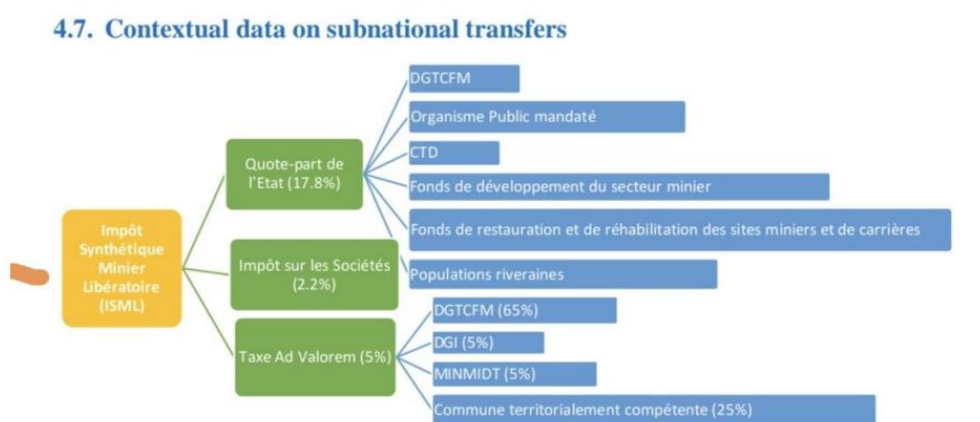 4.7. Contextual data on subnational transfers
Impôt
Synthétique
Minier
Libératoire
(ISML)
Quote-part de
l'Etat (17.8%)
DGTCFM
Organisme Public mandaté
CTD
Fonds de développement du secteur minier
Fonds de restauration et de réhabilitation des sites miniers et de carrières
Populations riveraines
Impôt sur les Sociétés
(2.2%)
Taxe Ad Valorem (5%)
DGTCFM (65%)
DGI (5%)
MINMIDT (5%)
Commune territorialement compétente (25%)